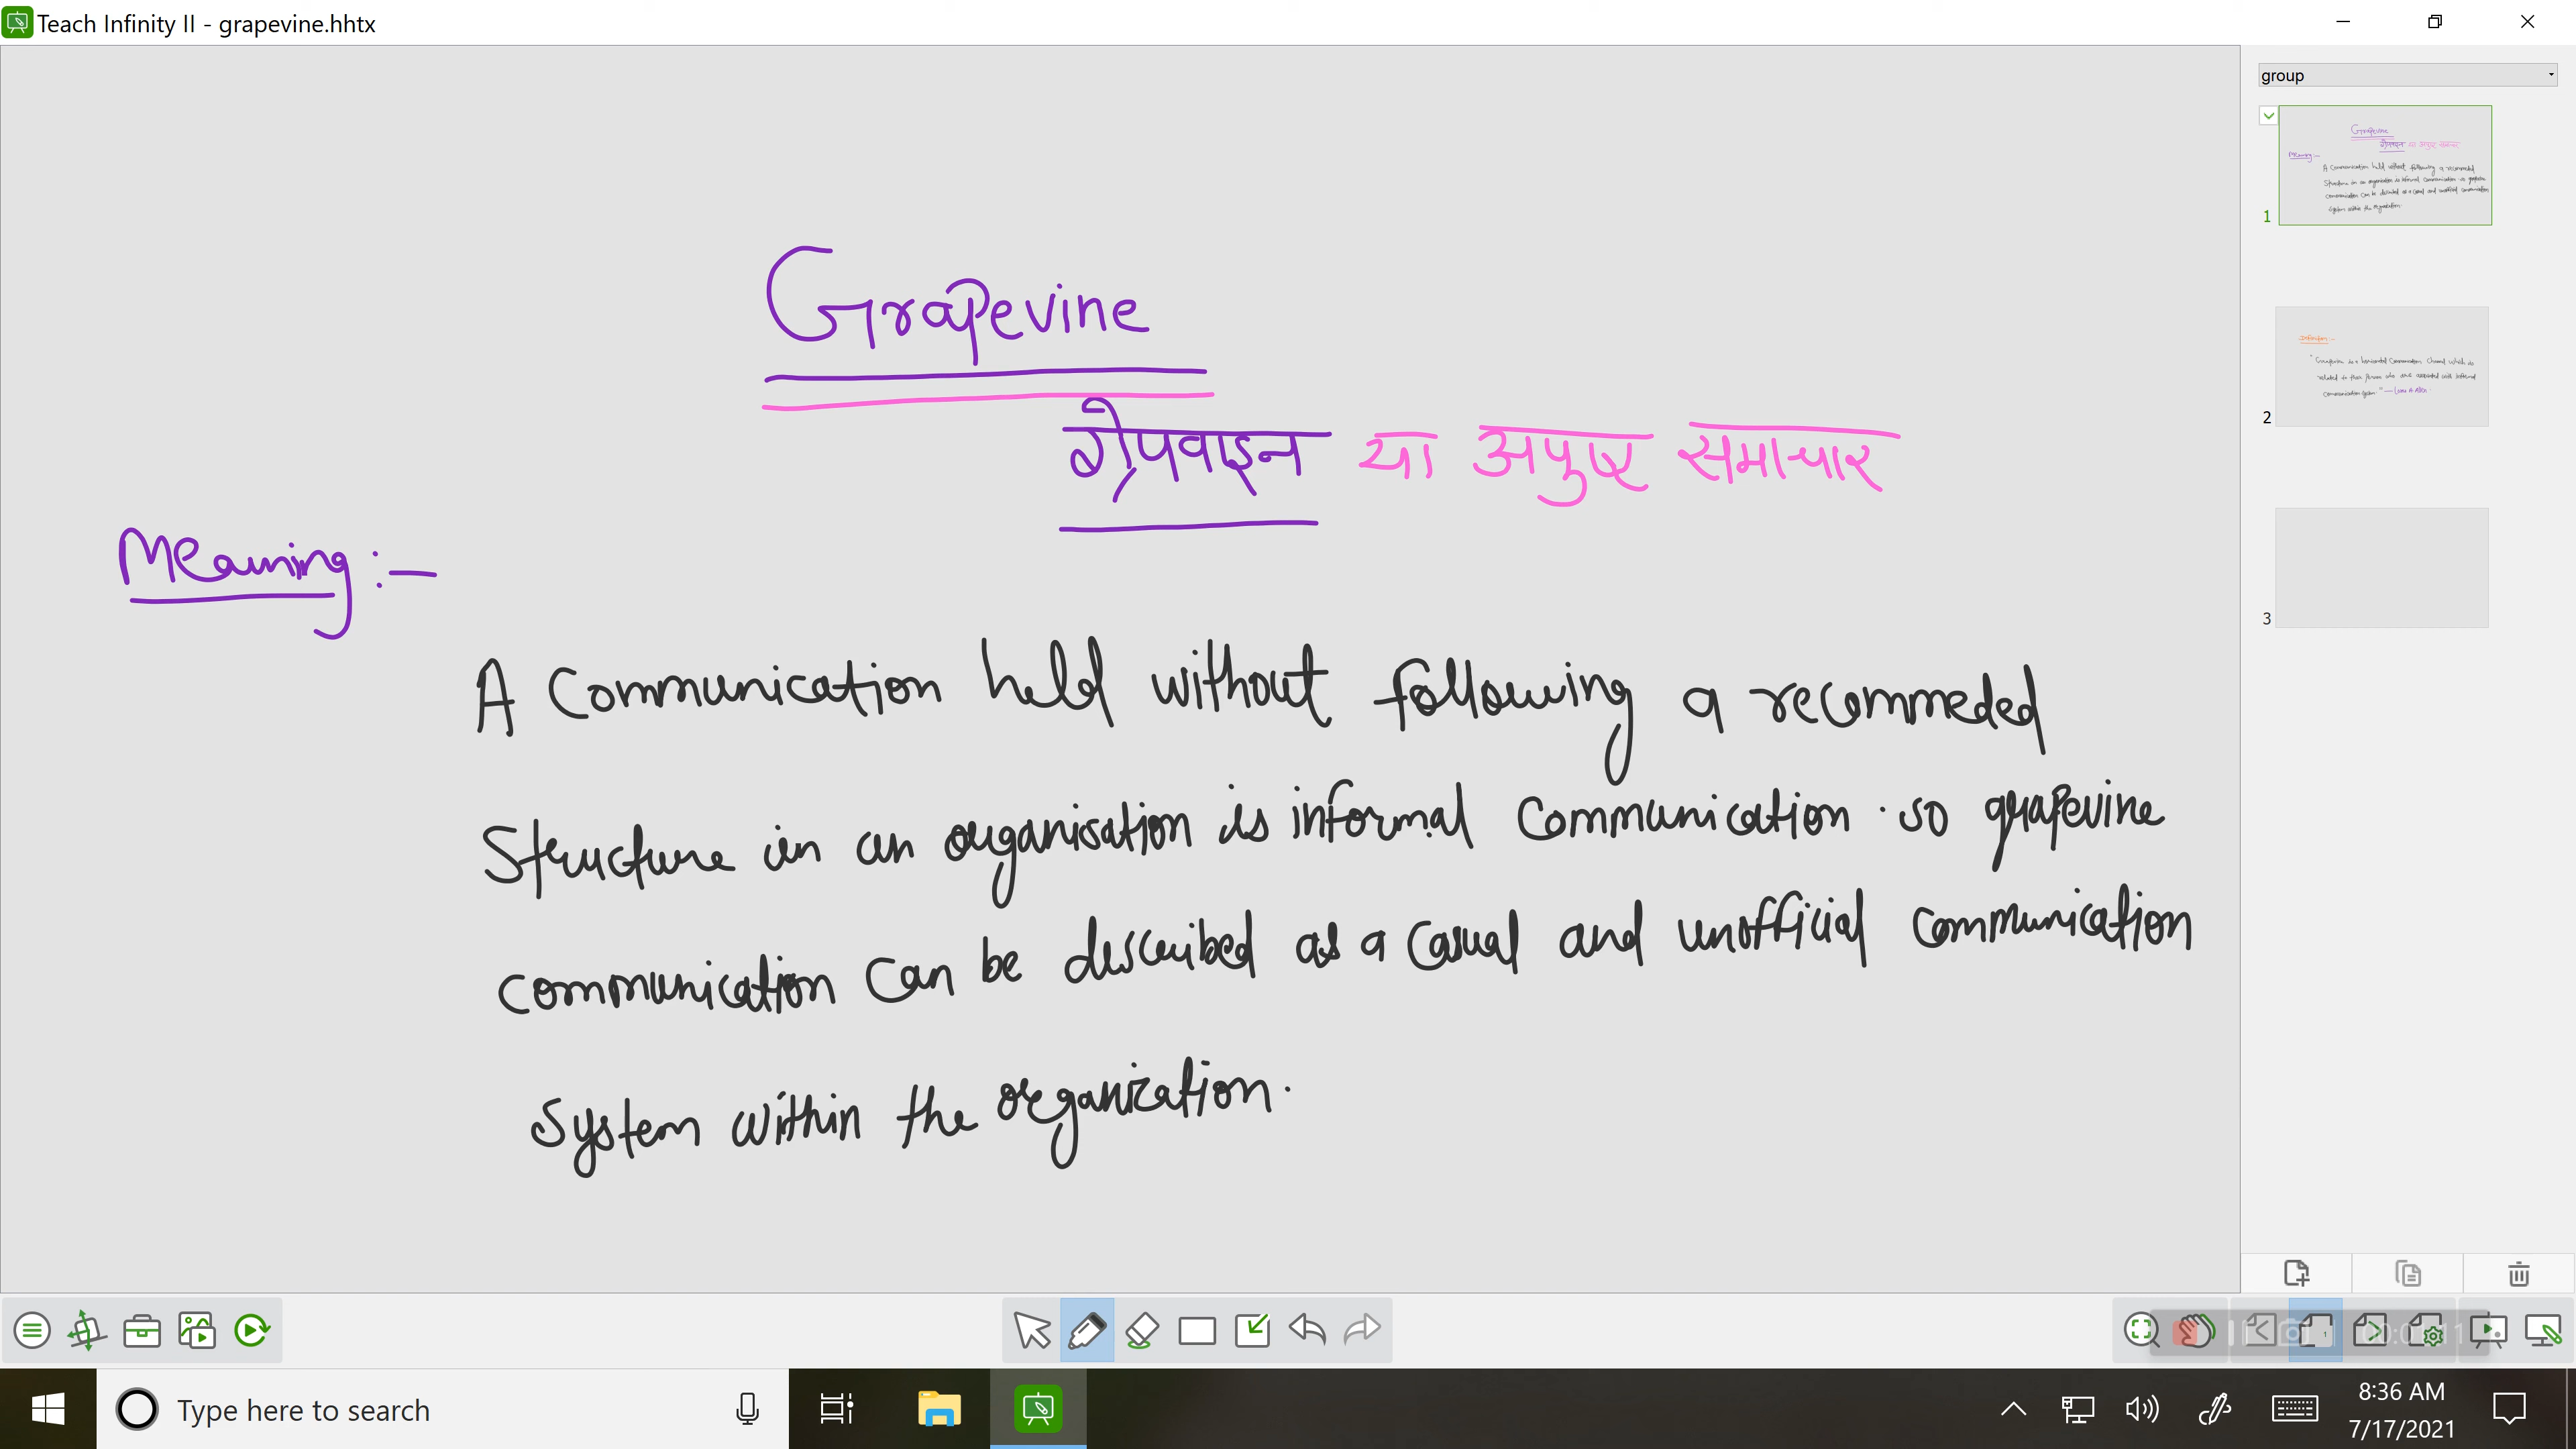 Teach Infinity II - grapevine.hhtx
group
Grapevine
ग्रेपवाइन या अपुष्ट समाचार
Meaning :-
A Communication held without following a recommeded
Structure in an organisation is informal Communication . so grapevine
communication can be described as a casual and unofficial communication
System within the organization.
1
2
3
Type here to search
8:36 AM
7/17/2021